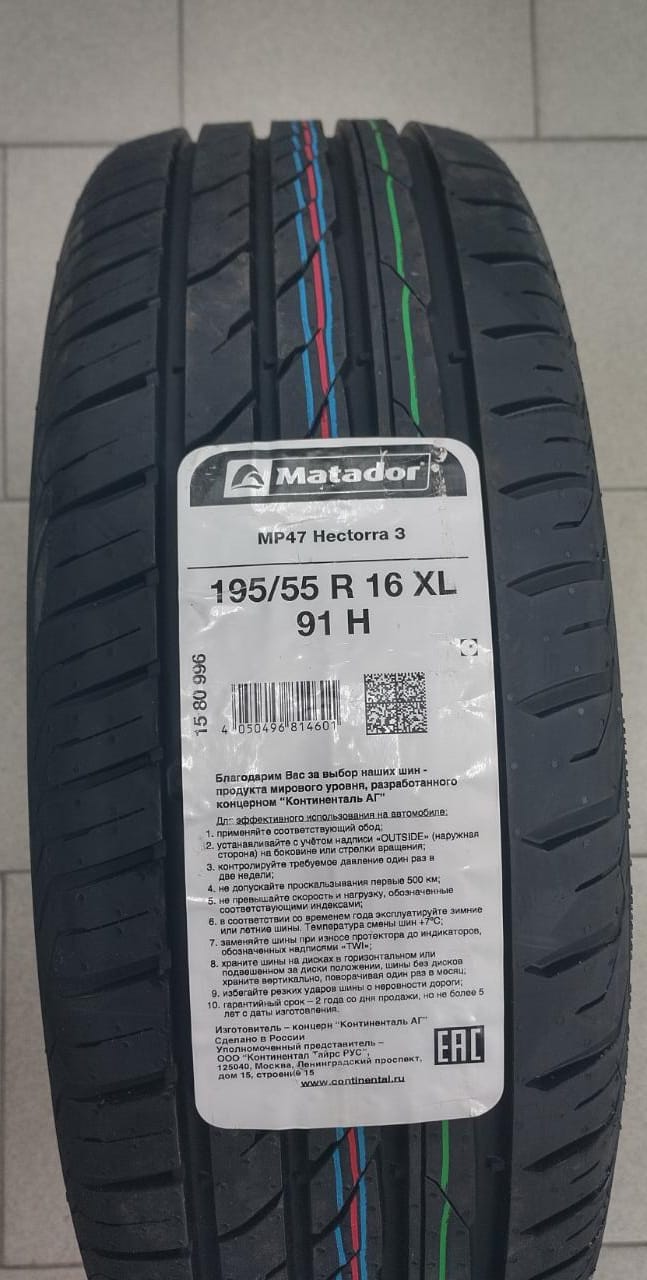 Matador
MP47 Hectorra 3
195/55 R 16 XL
91 H
15 80 996
4 050496 814601
Благодарим Вас за выбор наших шин -
продукта мирового уровня, разработанного
концерном "Континенталь АГ"
Для эффективного использования на автомобиле:
1. применяйте соответствующий обод;
2. устанавливайте с учётом надписи «OUTSIDE» (наружная
сторона) на боковине или стрелки вращения;
3. контролируйте требуемое давление один раз в
две недели;
4. не допускайте проскальзывания первые 500 км;
5. не превышайте скорость и нагрузку, обозначенные
соответствующими индексами;
6. в соответствии со временем года эксплуатируйте зимние
или летние шины. Температура смены шин +7°C;
7. заменяйте шины при износе протектора до индикаторов,
обозначенных надписями «TWI»;
8. храните шины на дисках в горизонтальном или
подвешенном за диски положении, шины без дисков
храните вертикально, поворачивая один раз в месяц;
9. избегайте резких ударов шины о неровности дороги;
10. гарантийный срок – 2 года со дня продажи, но не более 5
лет с даты изготовления.
Изготовитель – концерн "Континенталь АГ"
Сделано в России
Уполномоченный представитель –
ООО "Континентал Тайрс РУС",
125040, Москва, Ленинградский проспект,
дом 15, строение 15
www.continental.ru
EAC